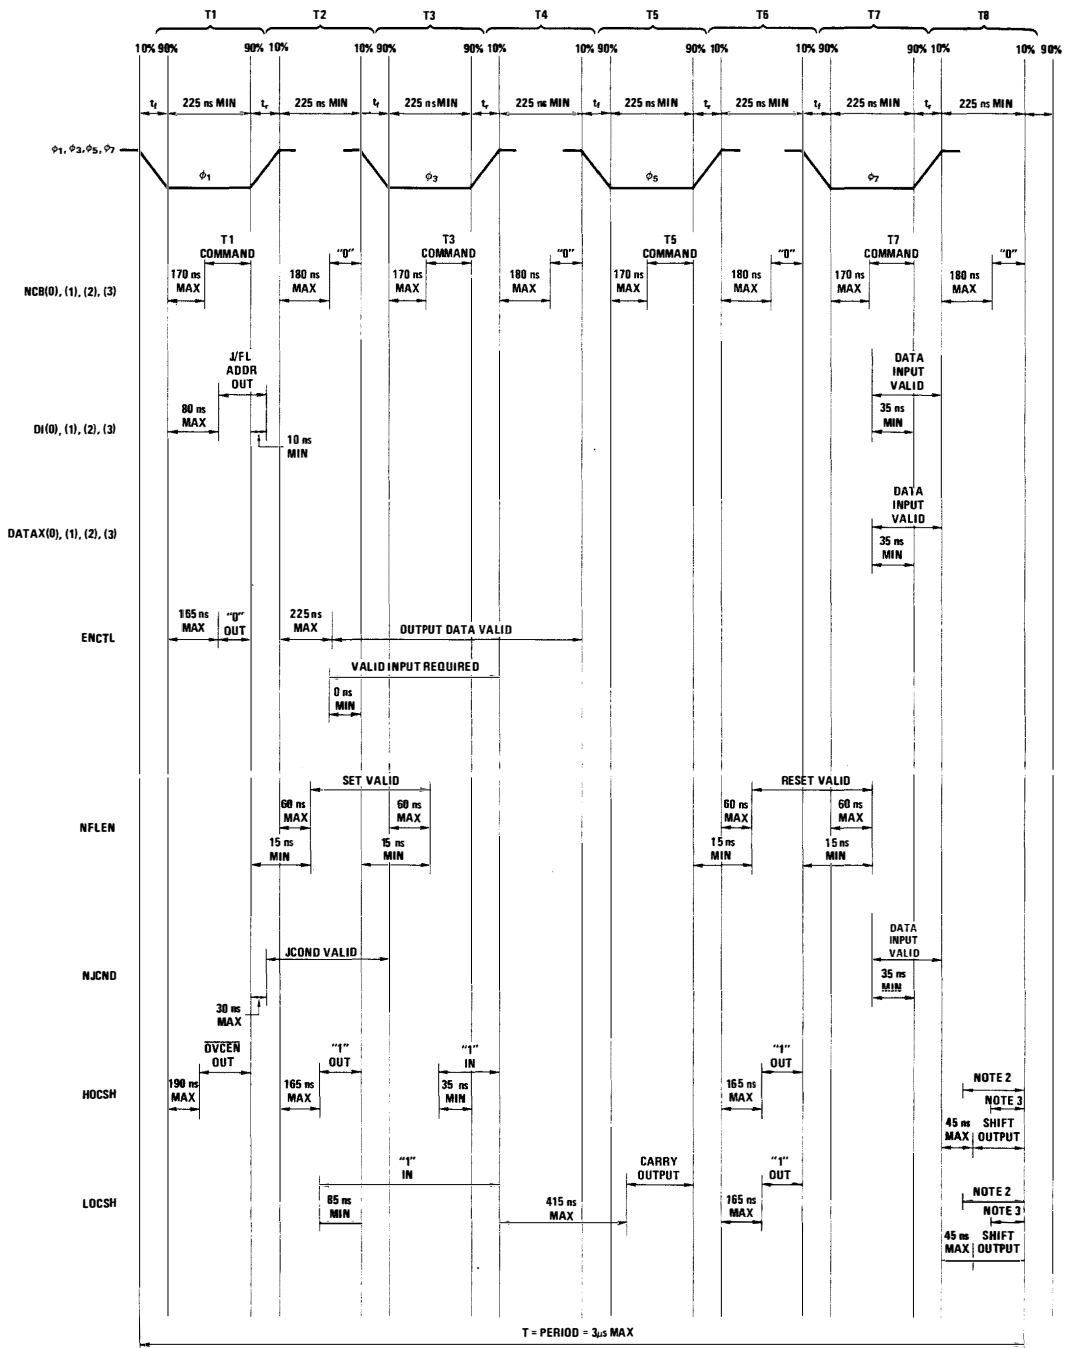 T1 T2 T3 T4 T5 T6 T7 T8
10% 90% 90% 10% 10% 90% 90% 10% 10% 90% 90% 10% 10% 90% 90% 10% 10% 90%
tf 225 ns MIN tr 225 ns MIN tf 225 ns MIN tr 225 ns MIN tf 225 ns MIN tr 225 ns MIN tf 225 ns MIN tr 225 ns MIN
ϕ1, ϕ3, ϕ5, ϕ7
ϕ1 ϕ3 ϕ5 ϕ7
T1 T3 T5 T7
COMMAND "0" COMMAND "0" COMMAND "0" COMMAND "0"
170 ns 180 ns 170 ns 180 ns 170 ns 180 ns 170 ns 180 ns
MAX MAX MAX MAX MAX MAX MAX MAX
NCB(0), (1), (2), (3)
J/FL
ADDR
OUT
DATA
INPUT
VALID
80 ns
MAX
35 ns
MIN
DI(0), (1), (2), (3)
10 ns
MIN
DATA
INPUT
VALID
DATAX(0), (1), (2), (3)
35 ns
MIN
165 ns "0" 225 ns
MAX OUT MAX OUTPUT DATA VALID
ENCTL
VALID INPUT REQUIRED
0 ns
MIN
SET VALID RESET VALID
60 ns 60 ns 60 ns 60 ns
MAX MAX MAX MAX
NFLEN
15 ns 15 ns 15 ns 15 ns
MIN MIN MIN MIN
JCOND VALID
DATA
INPUT
VALID
NJCND
35 ns
MIN
30 ns
MAX
OVCEN "1" "1" "1"
OUT OUT IN OUT
190 ns 165 ns 35 ns 165 ns
MAX MAX MIN MAX
HOCSH
NOTE 2
NOTE 3
45 ns SHIFT
MAX OUTPUT
"1" CARRY "1"
IN OUTPUT OUT
85 ns 415 ns 165 ns
MIN MAX MAX
LOCSH
NOTE 2
NOTE 3
45 ns SHIFT
MAX OUTPUT
T = PERIOD = 3μs MAX